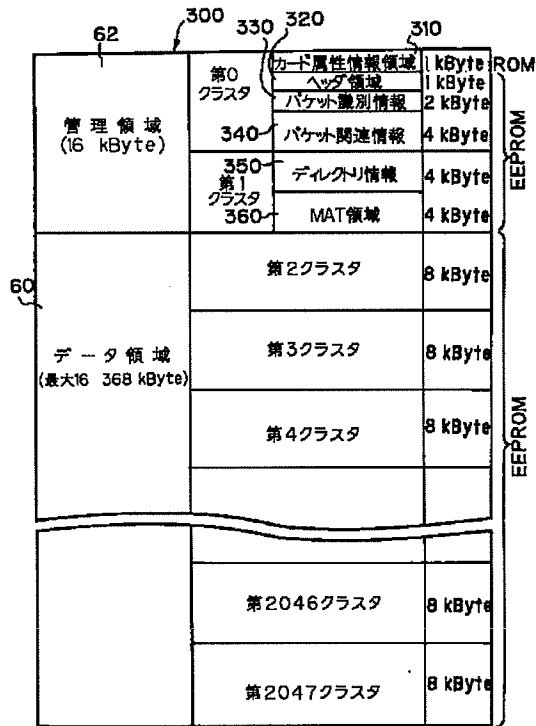 62
300
320
330
310
カード属性情報領域
1 kByte
ROM
第0
クラスタ
ヘッダ領域
1 kByte
パケット識別情報
2 kByte
管理領域
(16 kByte)
340
パケット関連情報
4 kByte
EEPROM
350
第1
クラスタ
ディレクトリ情報
4 kByte
360
MAT領域
4 kByte
60
第2クラスタ
8 kByte
データ領域
(最大16 368 kByte)
第3クラスタ
8 kByte
第4クラスタ
8 kByte
EEPROM
第2046クラスタ
8 kByte
第2047クラスタ
8 kByte